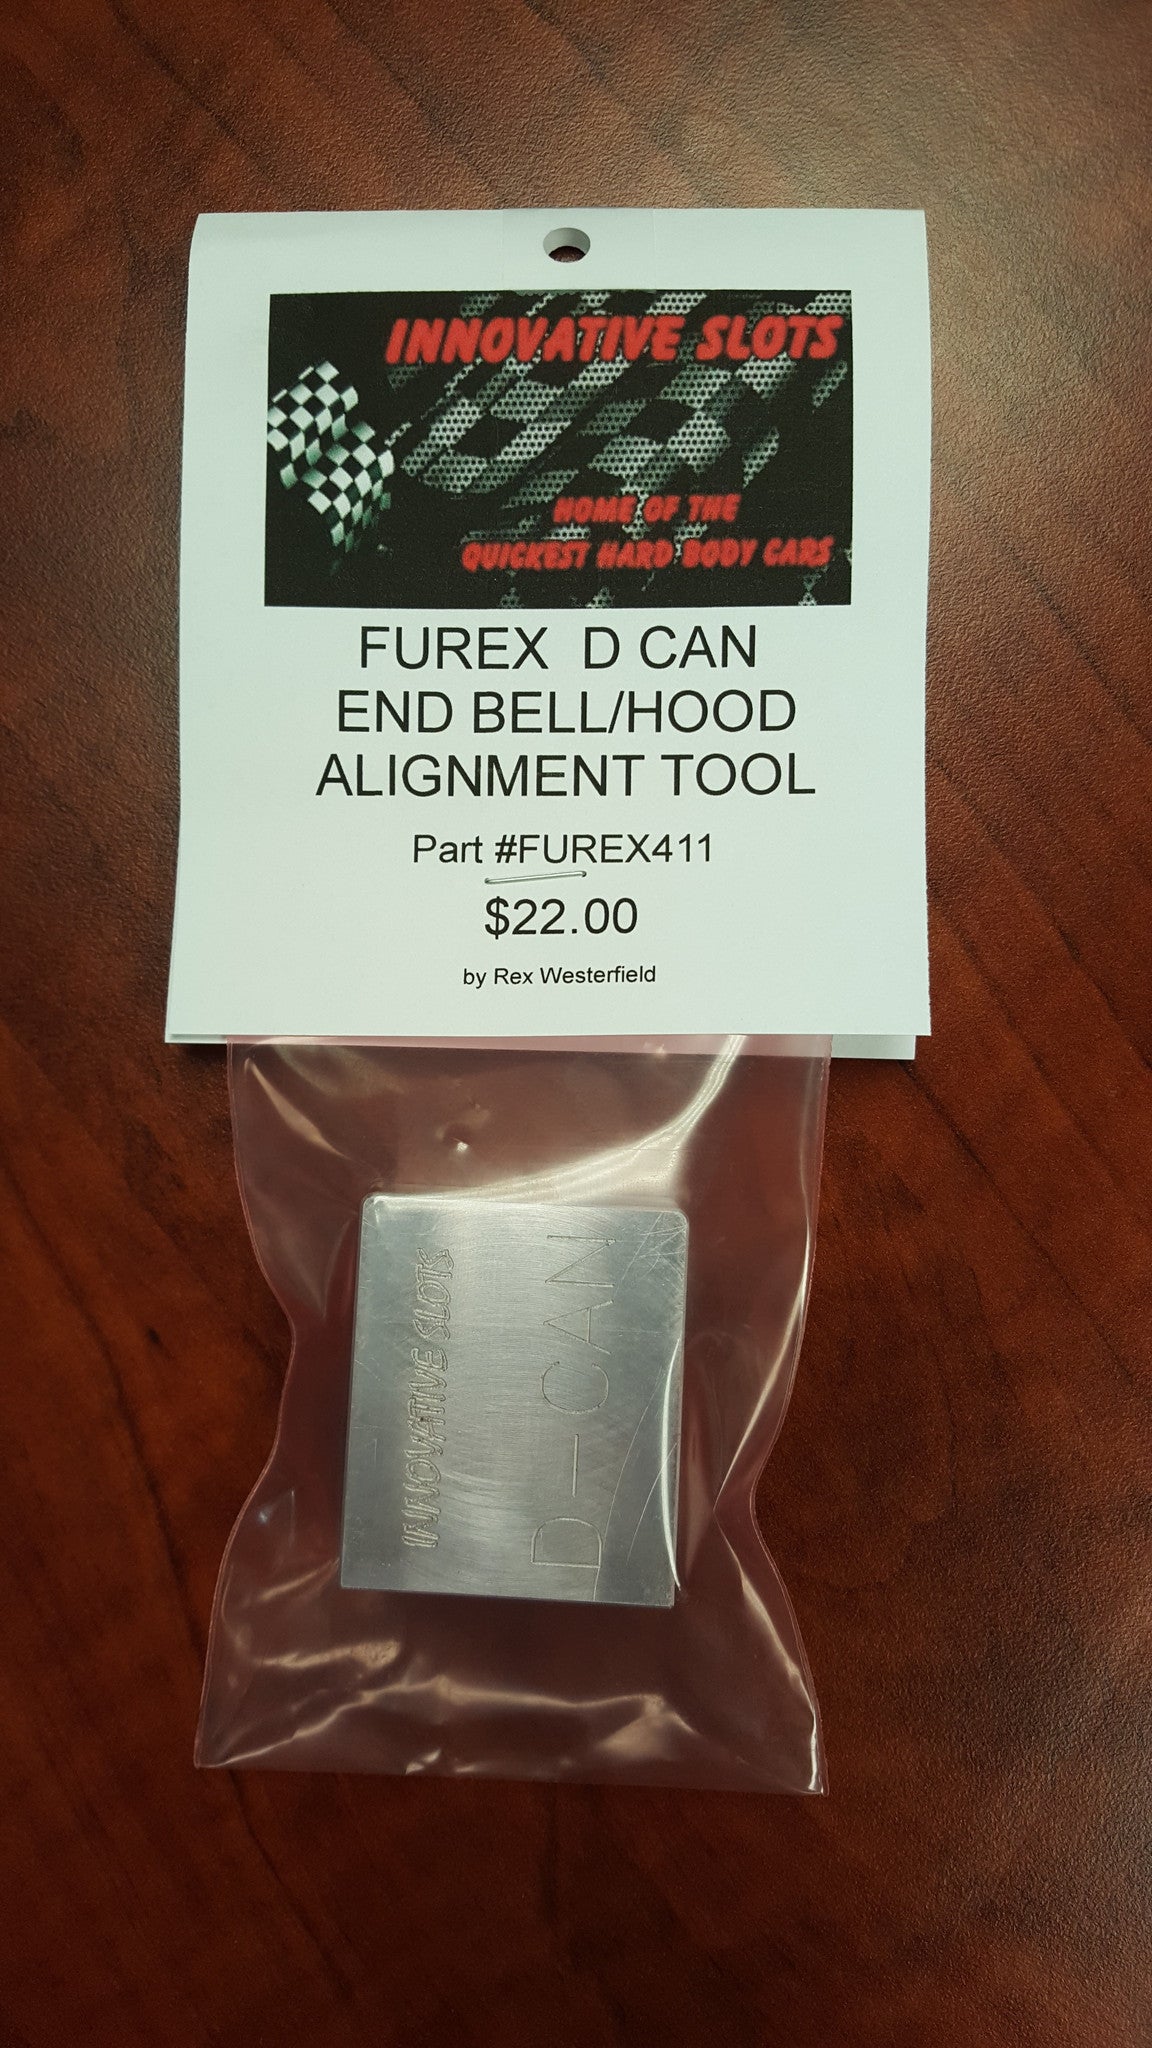 INNOVATIVE SLOTS
HOME OF THE
QUICKEST HARD BODY CARS
FUREX D CAN
END BELL/HOOD
ALIGNMENT TOOL
Part #FUREX411
$22.00
by Rex Westerfield
INNOVATIVE SLOTS
D-CAN